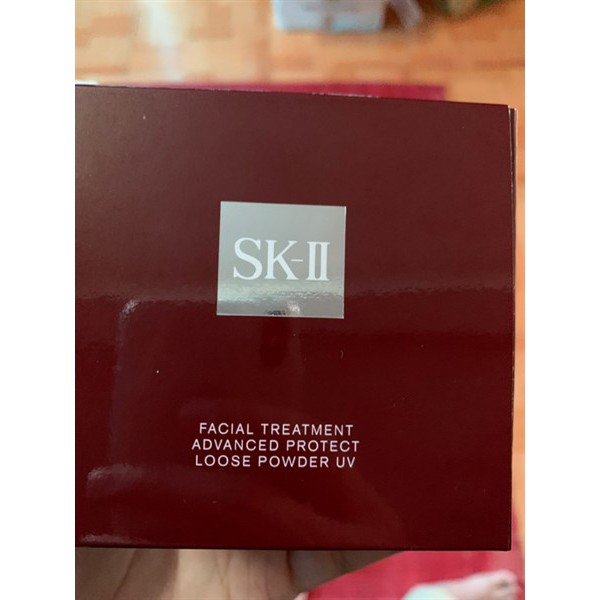 SK-II
FACIAL TREATMENT
ADVANCED PROTECT
LOOSE POWDER UV